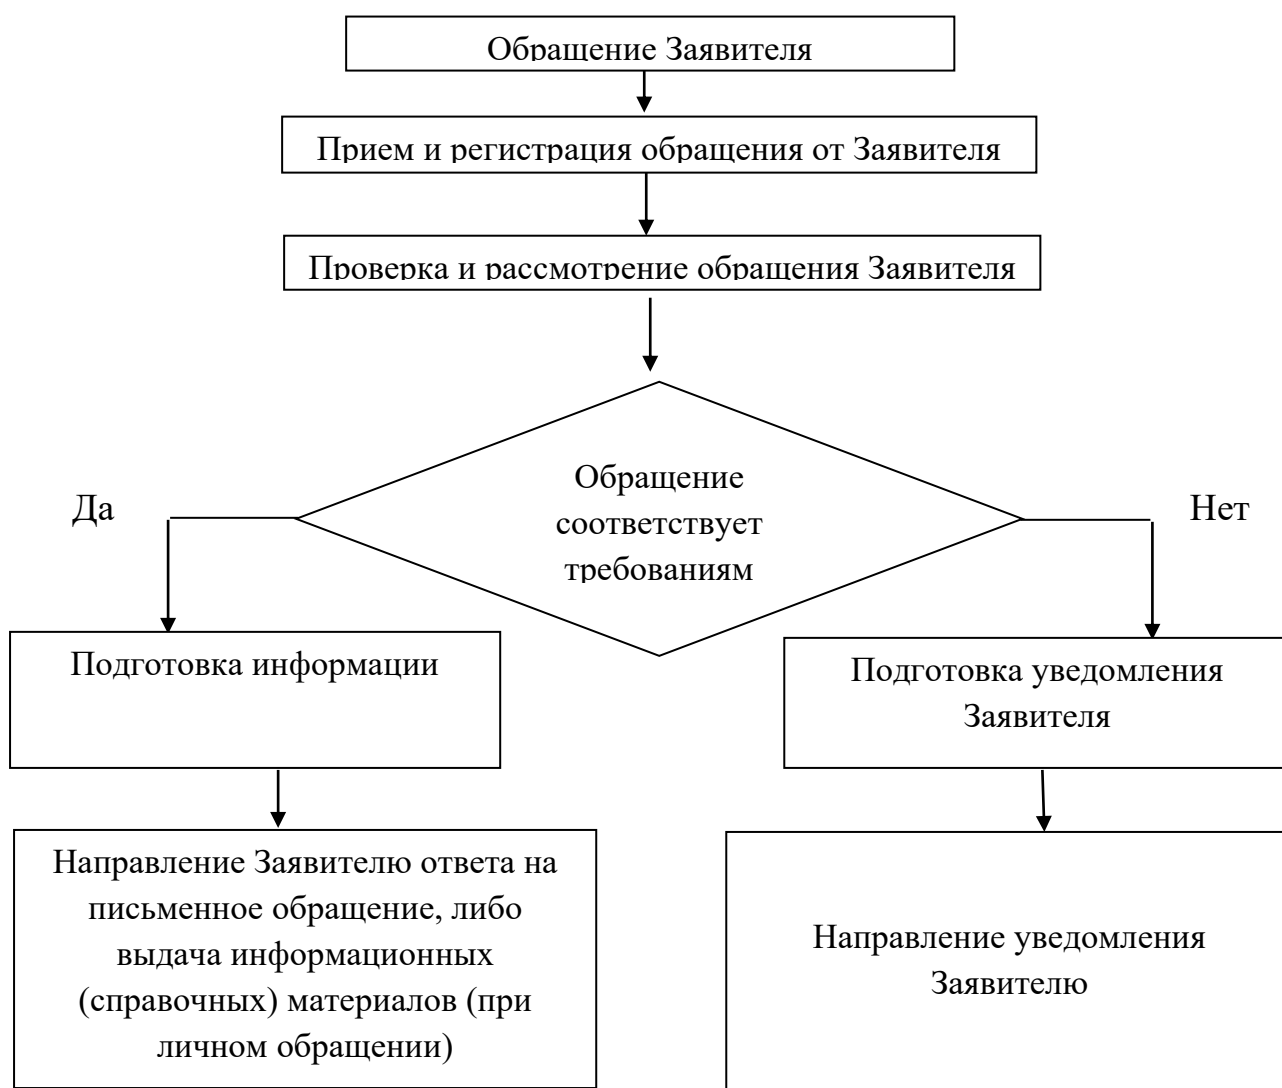 Обращение Заявителя
Прием и регистрация обращения от Заявителя
Проверка и рассмотрение обращения Заявителя
Обращение
соответствует
требованиям
Да
Нет
Подготовка информации
Подготовка уведомления
Заявителя
Направление Заявителю ответа на
письменное обращение, либо
выдача информационных
(справочных) материалов (при
личном обращении)
Направление уведомления
Заявителю